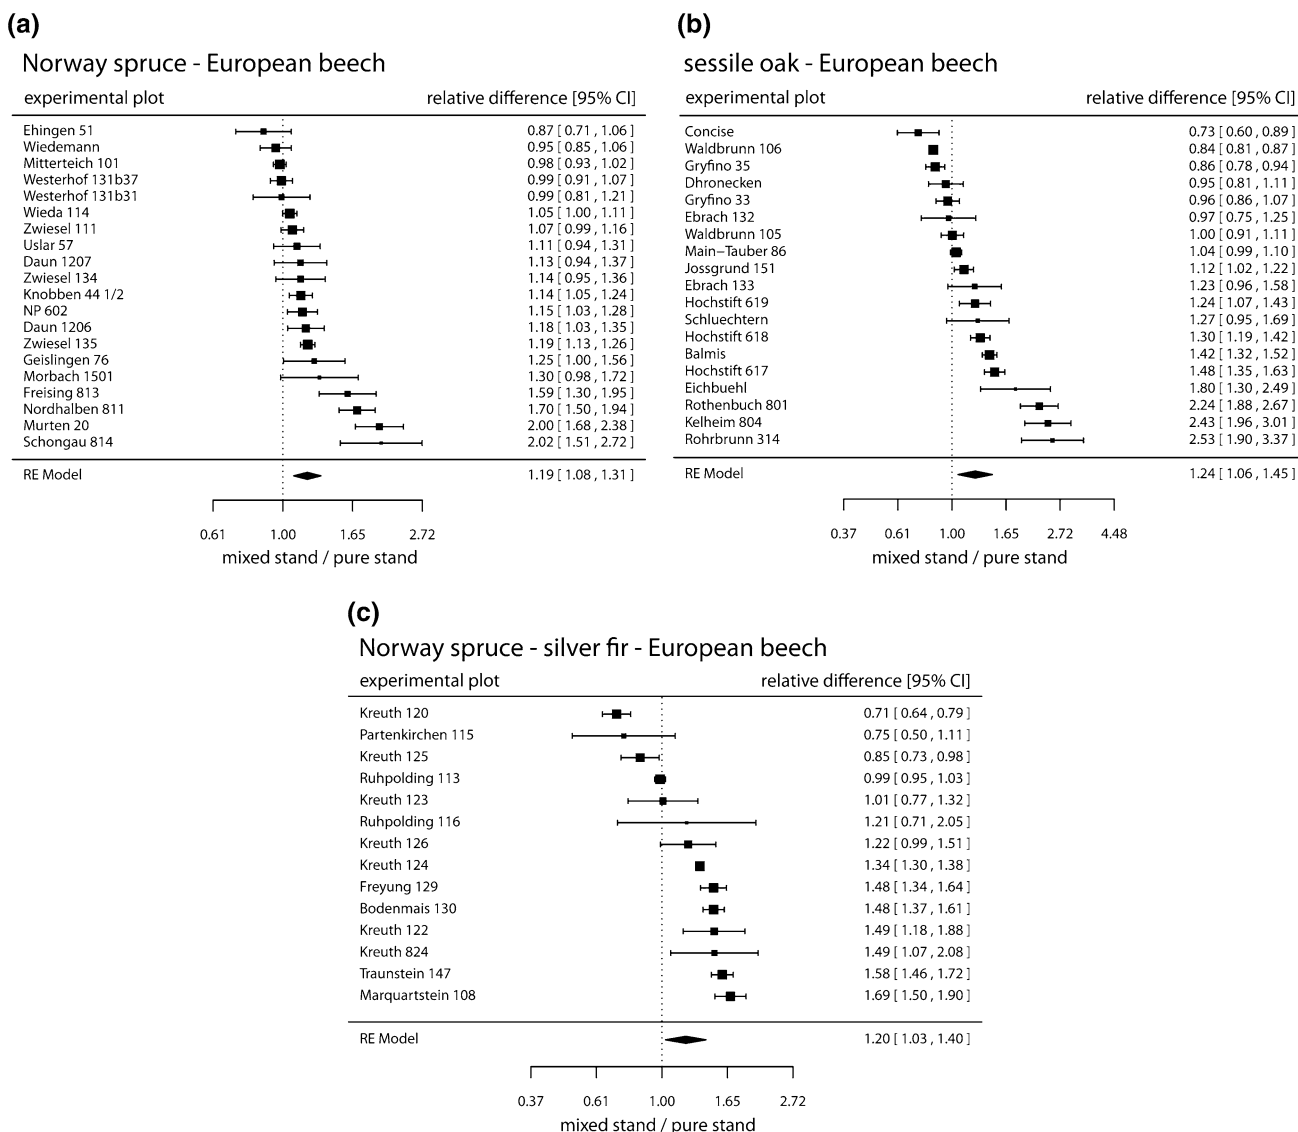 (a)
Norway spruce - European beech
experimental plot relative difference [95% CI]
Ehingen 51 0.87 [ 0.71 , 1.06 ]
Wiedemann 0.95 [ 0.85 , 1.06 ]
Mitterteich 101 0.98 [ 0.93 , 1.02 ]
Westerhof 131b37 0.99 [ 0.91 , 1.07 ]
Westerhof 131b31 0.99 [ 0.81 , 1.21 ]
Wieda 114 1.05 [ 1.00 , 1.11 ]
Zwiesel 111 1.07 [ 0.99 , 1.16 ]
Uslar 57 1.11 [ 0.94 , 1.31 ]
Daun 1207 1.13 [ 0.94 , 1.37 ]
Zwiesel 134 1.14 [ 0.95 , 1.36 ]
Knobben 44 1/2 1.14 [ 1.05 , 1.24 ]
NP 602 1.15 [ 1.03 , 1.28 ]
Daun 1206 1.18 [ 1.03 , 1.35 ]
Zwiesel 135 1.19 [ 1.13 , 1.26 ]
Geislingen 76 1.25 [ 1.00 , 1.56 ]
Morbach 1501 1.30 [ 0.98 , 1.72 ]
Freising 813 1.59 [ 1.30 , 1.95 ]
Nordhalben 811 1.70 [ 1.50 , 1.94 ]
Murten 20 2.00 [ 1.68 , 2.38 ]
Schongau 814 2.02 [ 1.51 , 2.72 ]
RE Model 1.19 [ 1.08 , 1.31 ]
0.61 1.00 1.65 2.72
mixed stand / pure stand
(b)
sessile oak - European beech
experimental plot relative difference [95% CI]
Concise 0.73 [ 0.60 , 0.89 ]
Waldbrunn 106 0.84 [ 0.81 , 0.87 ]
Gryfino 35 0.86 [ 0.78 , 0.94 ]
Dhronecken 0.95 [ 0.81 , 1.11 ]
Gryfino 33 0.96 [ 0.86 , 1.07 ]
Ebrach 132 0.97 [ 0.75 , 1.25 ]
Waldbrunn 105 1.00 [ 0.91 , 1.11 ]
Main−Tauber 86 1.04 [ 0.99 , 1.10 ]
Jossgrund 151 1.12 [ 1.02 , 1.22 ]
Ebrach 133 1.23 [ 0.96 , 1.58 ]
Hochstift 619 1.24 [ 1.07 , 1.43 ]
Schluechtern 1.27 [ 0.95 , 1.69 ]
Hochstift 618 1.30 [ 1.19 , 1.42 ]
Balmis 1.42 [ 1.32 , 1.52 ]
Hochstift 617 1.48 [ 1.35 , 1.63 ]
Eichbuehl 1.80 [ 1.30 , 2.49 ]
Rothenbuch 801 2.24 [ 1.88 , 2.67 ]
Kelheim 804 2.43 [ 1.96 , 3.01 ]
Rohrbrunn 314 2.53 [ 1.90 , 3.37 ]
RE Model 1.24 [ 1.06 , 1.45 ]
0.37 0.61 1.00 1.65 2.72 4.48
mixed stand / pure stand
(c)
Norway spruce - silver fir - European beech
experimental plot relative difference [95% CI]
Kreuth 120 0.71 [ 0.64 , 0.79 ]
Partenkirchen 115 0.75 [ 0.50 , 1.11 ]
Kreuth 125 0.85 [ 0.73 , 0.98 ]
Ruhpolding 113 0.99 [ 0.95 , 1.03 ]
Kreuth 123 1.01 [ 0.77 , 1.32 ]
Ruhpolding 116 1.21 [ 0.71 , 2.05 ]
Kreuth 126 1.22 [ 0.99 , 1.51 ]
Kreuth 124 1.34 [ 1.30 , 1.38 ]
Freyung 129 1.48 [ 1.34 , 1.64 ]
Bodenmais 130 1.48 [ 1.37 , 1.61 ]
Kreuth 122 1.49 [ 1.18 , 1.88 ]
Kreuth 824 1.49 [ 1.07 , 2.08 ]
Traunstein 147 1.58 [ 1.46 , 1.72 ]
Marquartstein 108 1.69 [ 1.50 , 1.90 ]
RE Model 1.20 [ 1.03 , 1.40 ]
0.37 0.61 1.00 1.65 2.72
mixed stand / pure stand